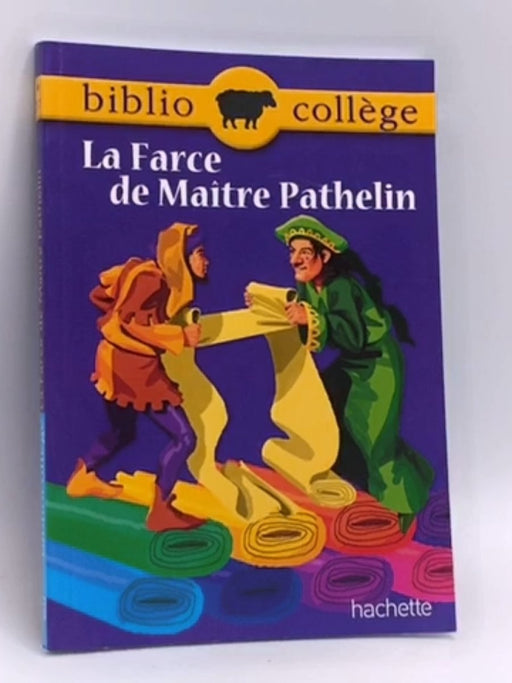 biblio collège
La Farce
de Maître Pathelin
hachette